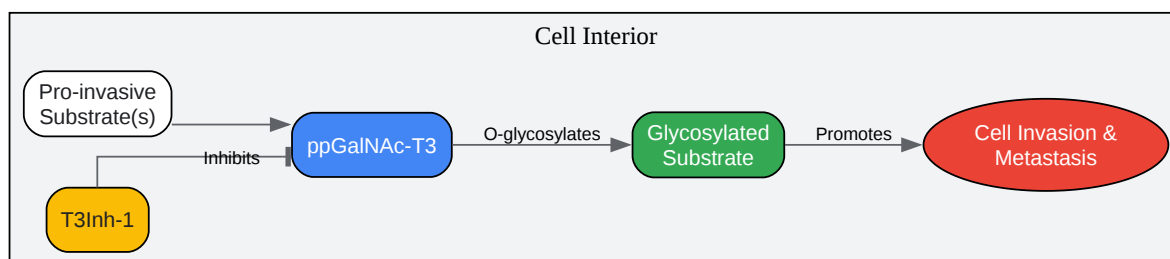 Cell Interior
Pro-invasive
Substrate(s)
Inhibits
T3Inh-1
ppGalNAc-T3
O-glycosylates
Glycosylated
Substrate
Promotes
Cell Invasion &
Metastasis